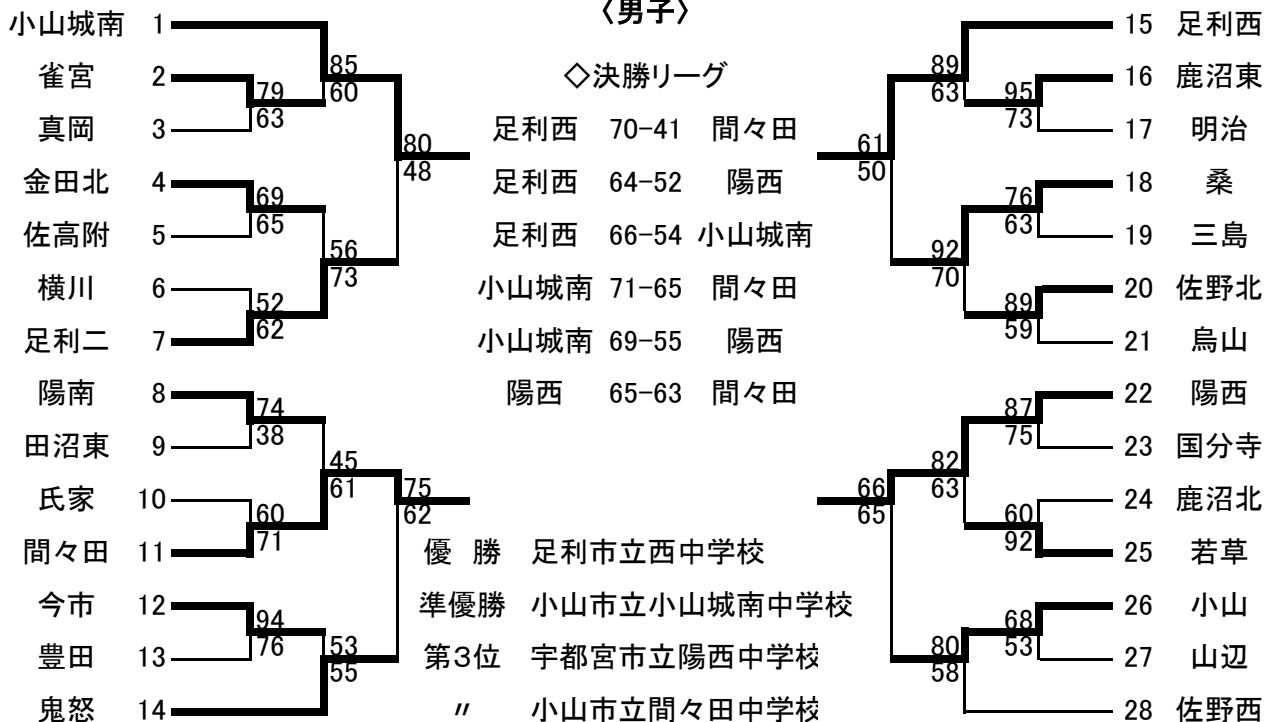 〈男子〉
小山城南 1
雀宮 2
真岡 3
金田北 4
佐高附 5
横川 6
足利二 7
陽南 8
田沼東 9
氏家 10
間々田 11
今市 12
豊田 13
鬼怒 14
79
63
69
65
52
62
74
38
60
71
94
76
85
60
56
73
45
61
53
55
80
48
75
62
◇決勝リーグ
足利西 70-41 間々田
足利西 64-52 陽西
足利西 66-54 小山城南
小山城南 71-65 間々田
小山城南 69-55 陽西
陽西 65-63 間々田
優 勝 足利市立西中学校
準優勝 小山市立小山城南中学校
第3位 宇都宮市立陽西中学校
〃 小山市立間々田中学校
61
50
66
65
89
63
92
70
82
63
80
58
95
73
76
63
89
59
87
75
60
92
68
53
15 足利西
16 鹿沼東
17 明治
18 桑
19 三島
20 佐野北
21 烏山
22 陽西
23 国分寺
24 鹿沼北
25 若草
26 小山
27 山辺
28 佐野西